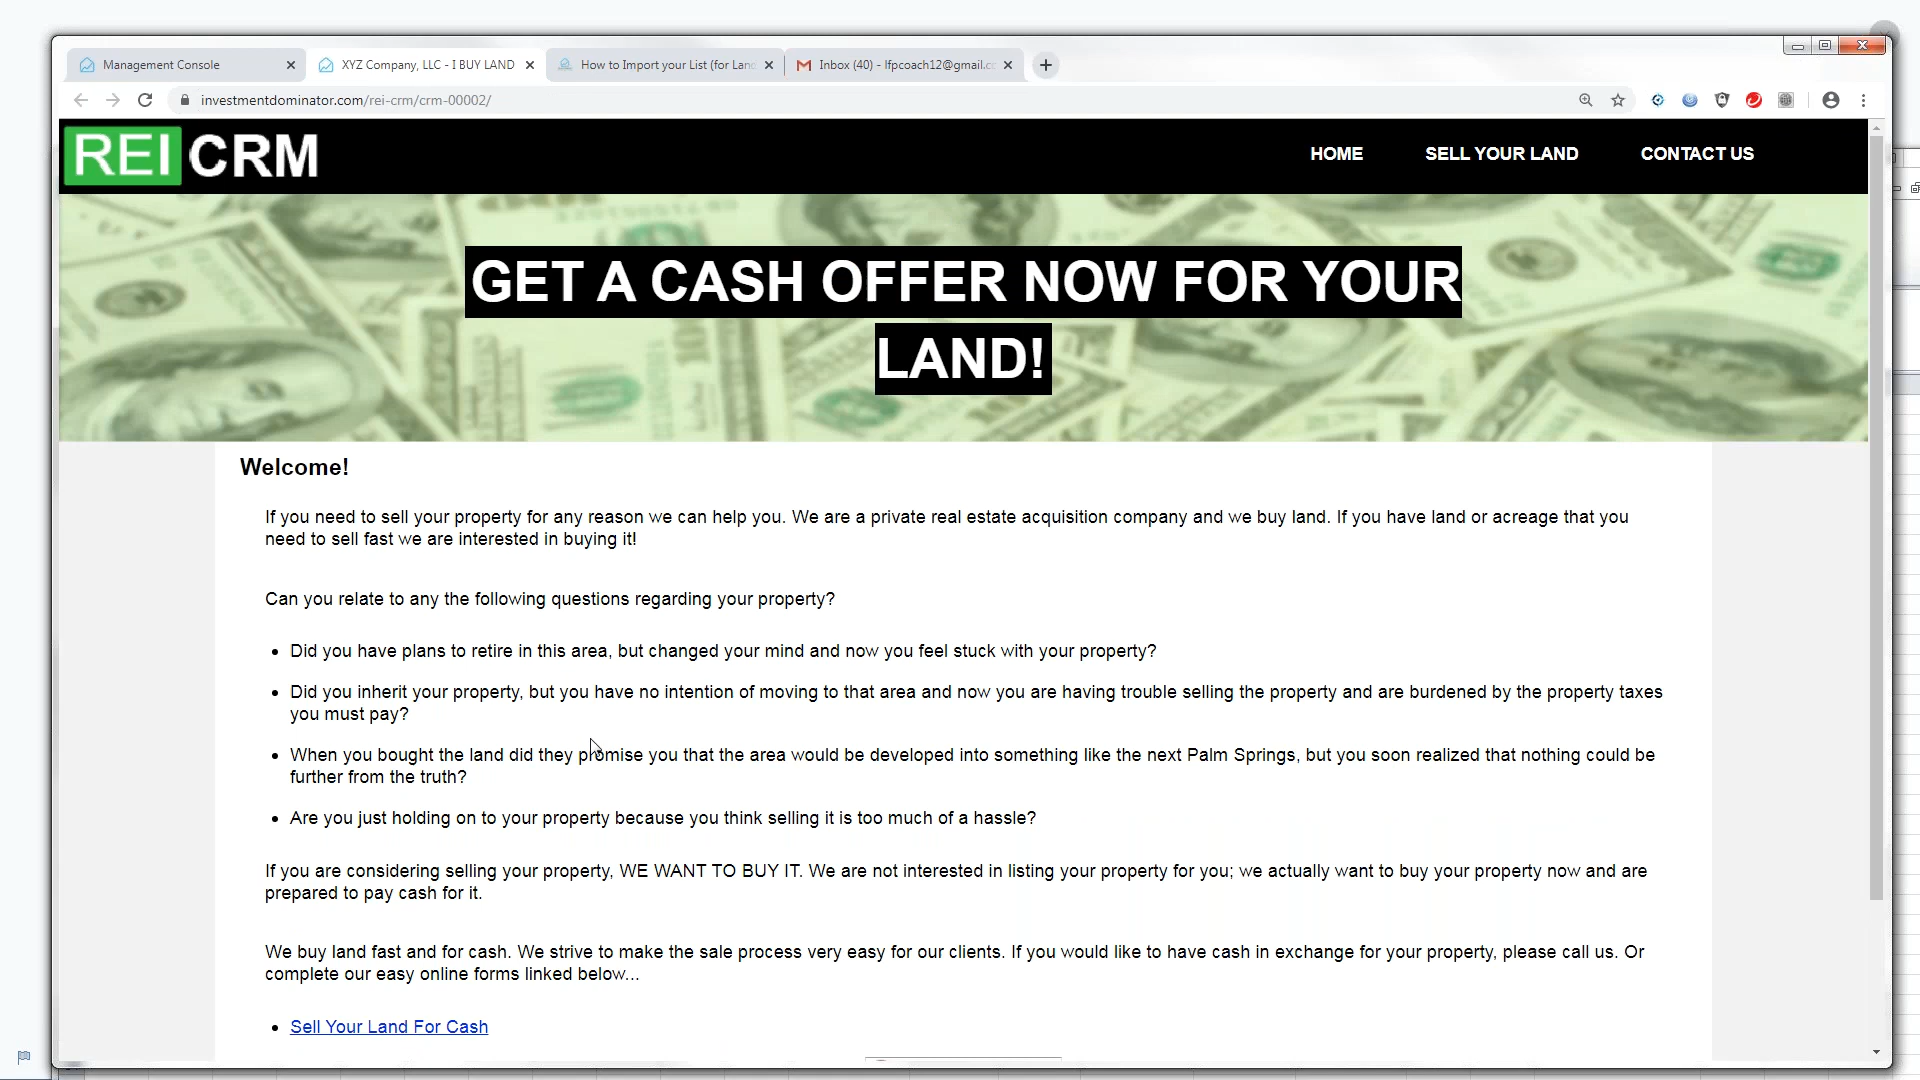 Management Console
XYZ Company, LLC - I BUY LAND
How to Import your List (for Lanc
Inbox (40) - lfpcoach12@gmail.c
investmentdominator.com/rei-crm/crm-00002/
REI CRM
HOME
SELL YOUR LAND
CONTACT US
GET A CASH OFFER NOW FOR YOUR
LAND!
Welcome!
If you need to sell your property for any reason we can help you. We are a private real estate acquisition company and we buy land. If you have land or acreage that you
need to sell fast we are interested in buying it!
Can you relate to any the following questions regarding your property?
• Did you have plans to retire in this area, but changed your mind and now you feel stuck with your property?
• Did you inherit your property, but you have no intention of moving to that area and now you are having trouble selling the property and are burdened by the property taxes
you must pay?
• When you bought the land did they promise you that the area would be developed into something like the next Palm Springs, but you soon realized that nothing could be
further from the truth?
• Are you just holding on to your property because you think selling it is too much of a hassle?
If you are considering selling your property, WE WANT TO BUY IT. We are not interested in listing your property for you; we actually want to buy your property now and are
prepared to pay cash for it.
We buy land fast and for cash. We strive to make the sale process very easy for our clients. If you would like to have cash in exchange for your property, please call us. Or
complete our easy online forms linked below...
• Sell Your Land For Cash